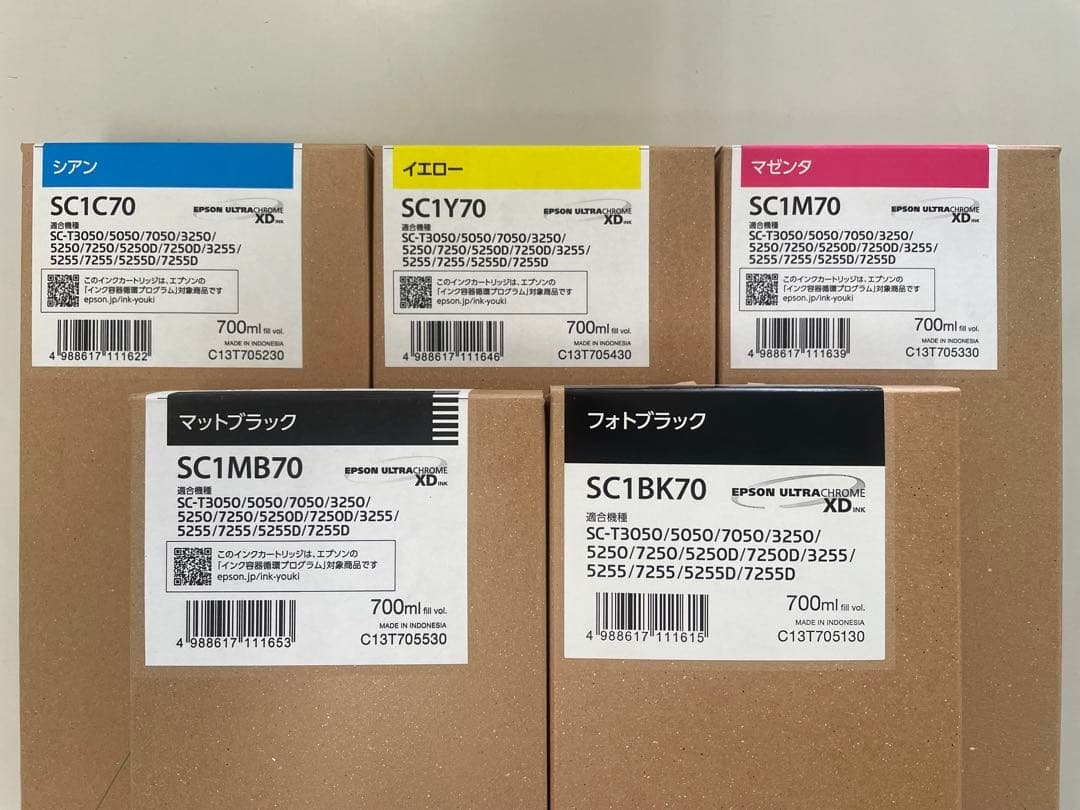 シアン
SC1C70
EPSON ULTRACHROME
XD INK
適合機種
SC-T3050/5050/7050/3250/
5250/7250/5250D/7250D/3255/
5255/7255/5255D/7255D
このインクカートリッジは、エプソンの
「インク容器循環プログラム」対象商品です
epson.jp/ink-youki
700ml fill vol.
MADE IN INDONESIA
4 988617 111622
C13T705230
イエロー
SC1Y70
EPSON ULTRACHROME
XD INK
適合機種
SC-T3050/5050/7050/3250/
5250/7250/5250D/7250D/3255/
5255/7255/5255D/7255D
このインクカートリッジは、エプソンの
「インク容器循環プログラム」対象商品です
epson.jp/ink-youki
700ml fill vol.
MADE IN INDONESIA
4 988617 111646
C13T705430
マゼンタ
SC1M70
EPSON ULTRACHROME
XD INK
適合機種
SC-T3050/5050/7050/3250/
5250/7250/5250D/7250D/3255/
5255/7255/5255D/7255D
このインクカートリッジは、エプソンの
「インク容器循環プログラム」対象商品です
epson.jp/ink-youki
700ml fill vol.
MADE IN INDONESIA
4 988617 111639
C13T705330
マットブラック
SC1MB70
EPSON ULTRACHROME
XD INK
適合機種
SC-T3050/5050/7050/3250/
5250/7250/5250D/7250D/3255/
5255/7255/5255D/7255D
このインクカートリッジは、エプソンの
「インク容器循環プログラム」対象商品です
epson.jp/ink-youki
700ml fill vol.
MADE IN INDONESIA
4 988617 111653
C13T705530
フォトブラック
SC1BK70
EPSON ULTRACHROME
XD INK
適合機種
SC-T3050/5050/7050/3250/
5250/7250/5250D/7250D/3255/
5255/7255/5255D/7255D
700ml fill vol.
MADE IN INDONESIA
4 988617 111615
C13T705130